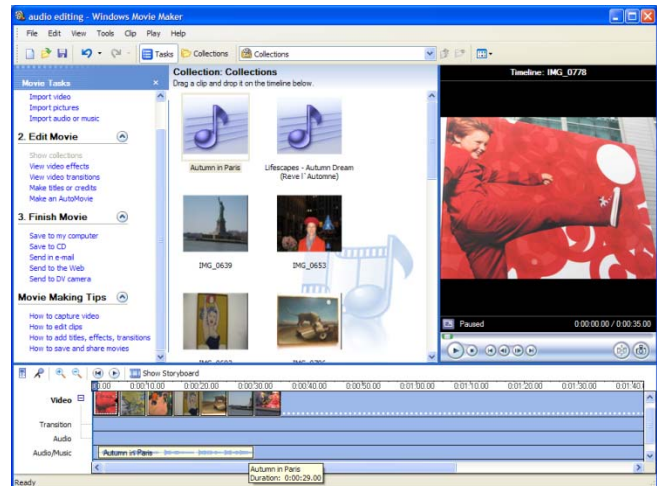 audio editing - Windows Movie Maker
File Edit View Tools Clip Play Help
Tasks Collections Collections
Movie Tasks
Import video
Import pictures
Import audio or music
2. Edit Movie
Show collections
View video effects
View video transitions
Make titles or credits
Make an AutoMovie
3. Finish Movie
Save to my computer
Save to CD
Send in e-mail
Send to the Web
Send to DV camera
Movie Making Tips
How to capture video
How to edit clips
How to add titles, effects, transitions
How to save and share movies
Collection: Collections
Drag a clip and drop it on the timeline below.
Autumn in Paris
Lifescapes - Autumn Dream
(Reve l`Automne)
IMG_0639
IMG_0653
Timeline: IMG_0778
Paused 0:00:00.00 / 0:00:35.00
Show Storyboard
0:00:10.00 0:00:20.00 0:00:30.00 0:00:40.00 0:00:50.00 0:01:00.00 0:01:10.00 0:01:20.00 0:01:30.00
Video
Transition
Audio
Audio/Music Autumn in Paris
Autumn in Paris
Duration: 0:00:29.00
Ready